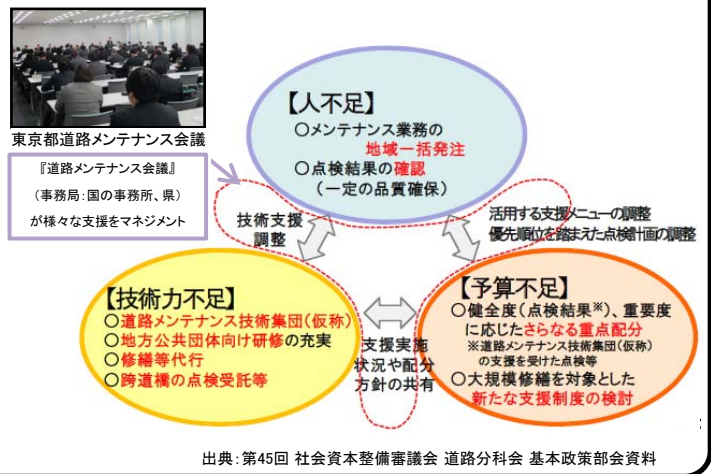 東京都道路メンテナンス会議
『道路メンテナンス会議』
（事務局：国の事務所、県）
が様々な支援をマネジメント
【人不足】
○メンテナンス業務の
地域一括発注
○点検結果の確認
（一定の品質確保）
技術支援
調整
活用する支援メニューの調整
優先順位を踏まえた点検計画の調整
【技術力不足】
○道路メンテナンス技術集団（仮称）
○地方公共団体向け研修の充実
○修繕等代行
○跨道橋の点検受託等
支援実施
状況や配分
方針の共有
【予算不足】
○健全度（点検結果※）、重要度
に応じたさらなる重点配分
※道路メンテナンス技術集団（仮称）
の支援を受けた点検等
○大規模修繕を対象とした
新たな支援制度の検討
出典：第45回 社会資本整備審議会 道路分科会 基本政策部会資料